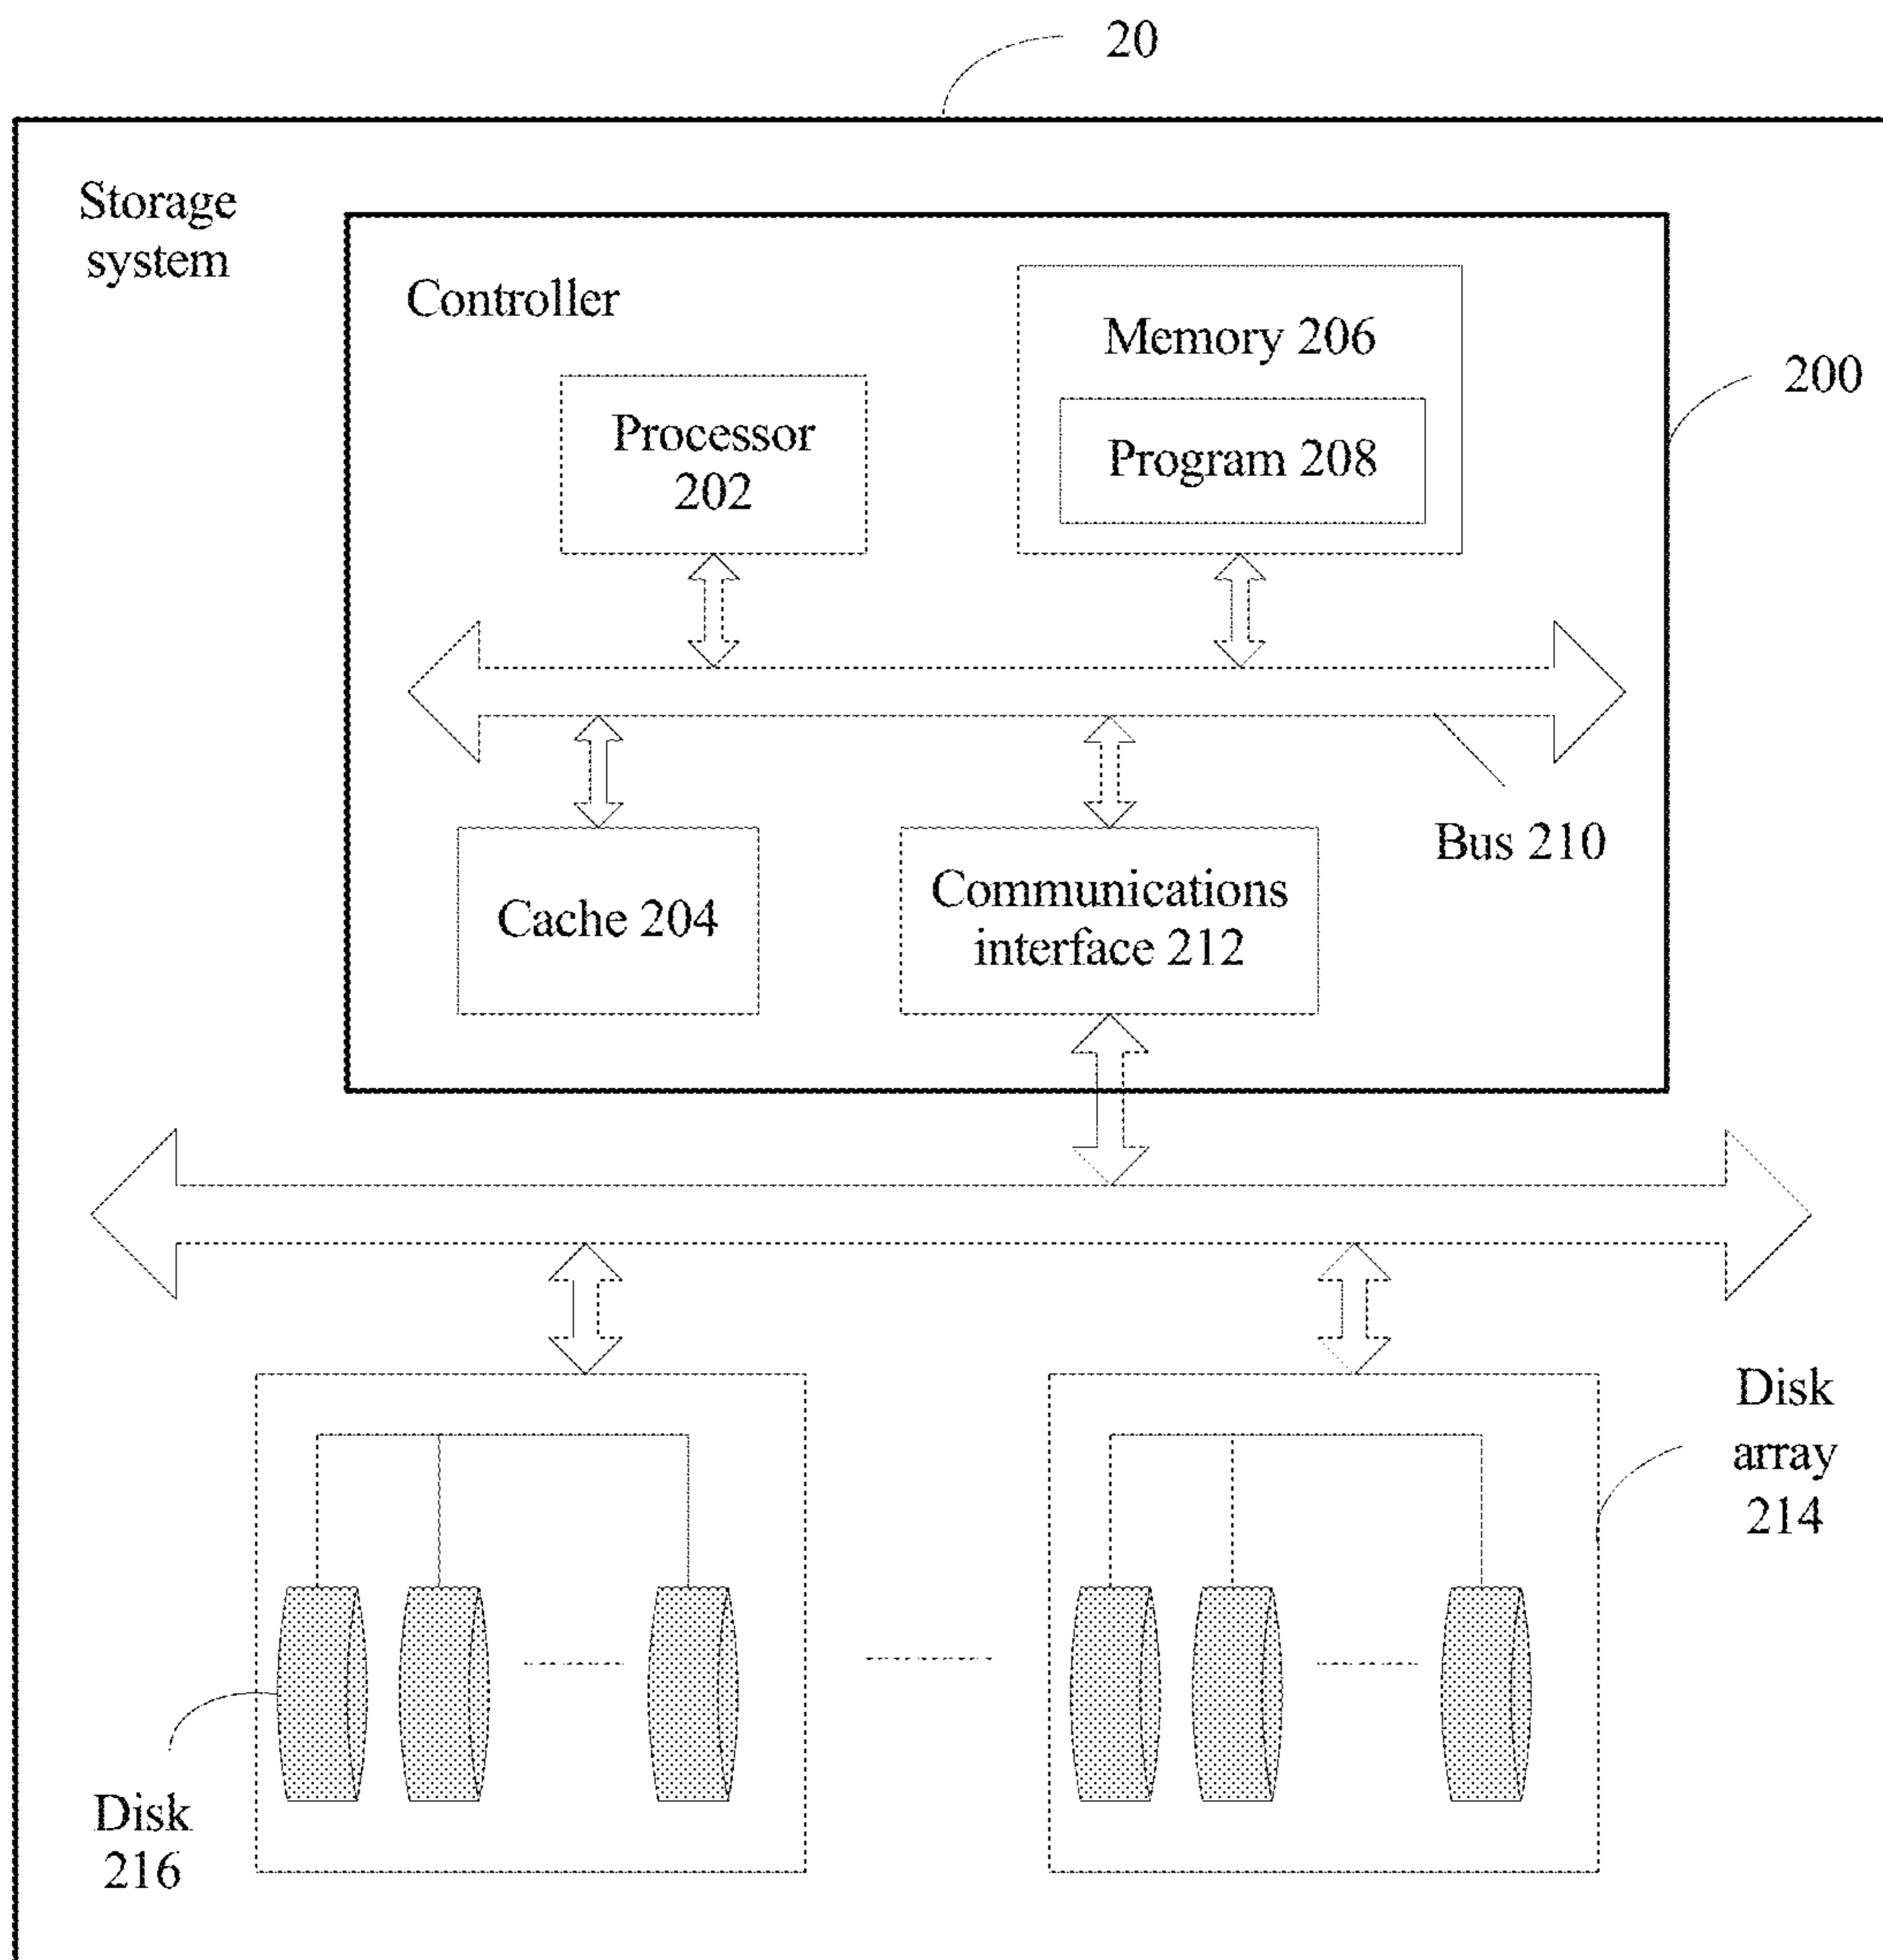 20
Storage
system
Controller
Memory 206
200
Processor
202
Program 208
Bus 210
Cache 204
Communications
interface 212
Disk
array
214
Disk
216